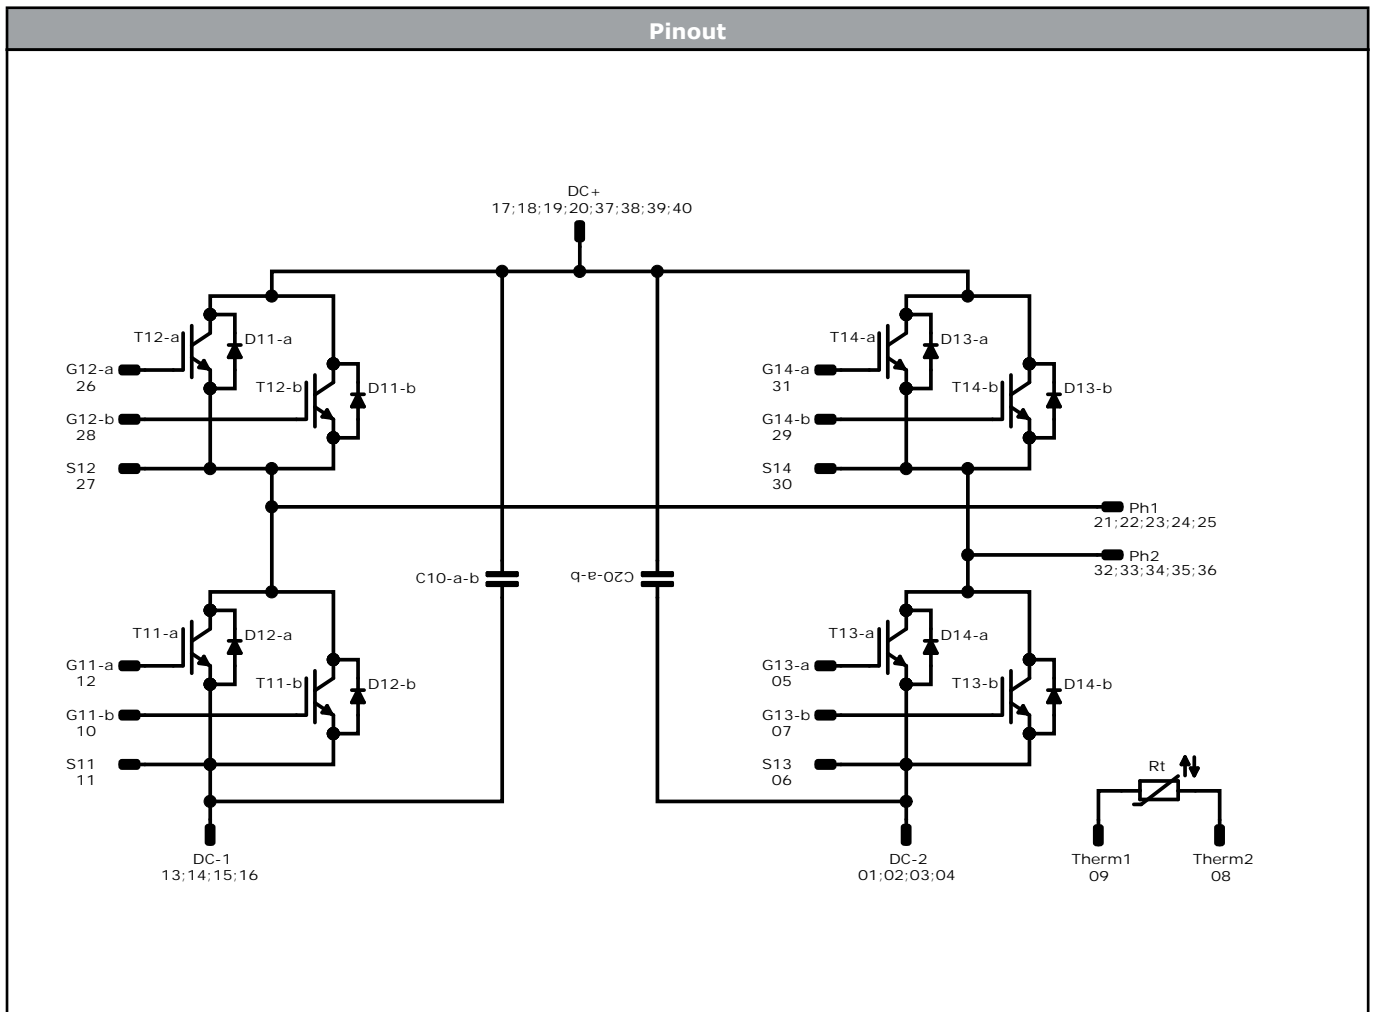 Pinout
DC+
17;18;19;20;37;38;39;40
T12-a
D11-a
G12-a
26
T12-b
D11-b
G12-b
28
S12
27
T14-a
D13-a
G14-a
31
T14-b
D13-b
G14-b
29
S14
30
Ph1
21;22;23;24;25
Ph2
32;33;34;35;36
C10-a-b
C20-a-b
T11-a
D12-a
G11-a
12
T11-b
D12-b
G11-b
10
S11
11
T13-a
D14-a
G13-a
05
T13-b
D14-b
G13-b
07
S13
06
Rt
DC-1
13;14;15;16
DC-2
01;02;03;04
Therm1
09
Therm2
08